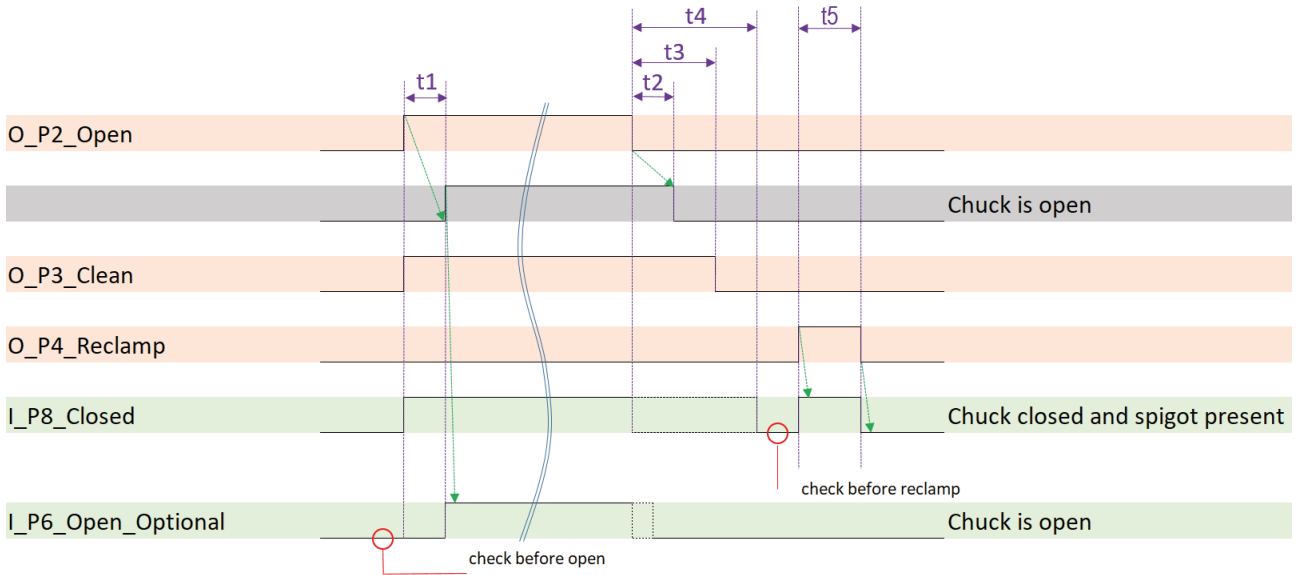 t4
t5
t3
t1
t2
O_P2_Open
Chuck is open
O_P3_Clean
O_P4_Reclamp
I_P8_Closed
Chuck closed and spigot present
check before reclamp
I_P6_Open_Optional
Chuck is open
check before open